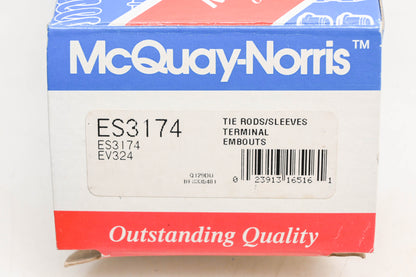 McQuay-Norris™
ES3174
ES3174
EV324
TIE RODS/SLEEVES
TERMINAL
EMBOUTS
0 23913 16516 1
Outstanding Quality